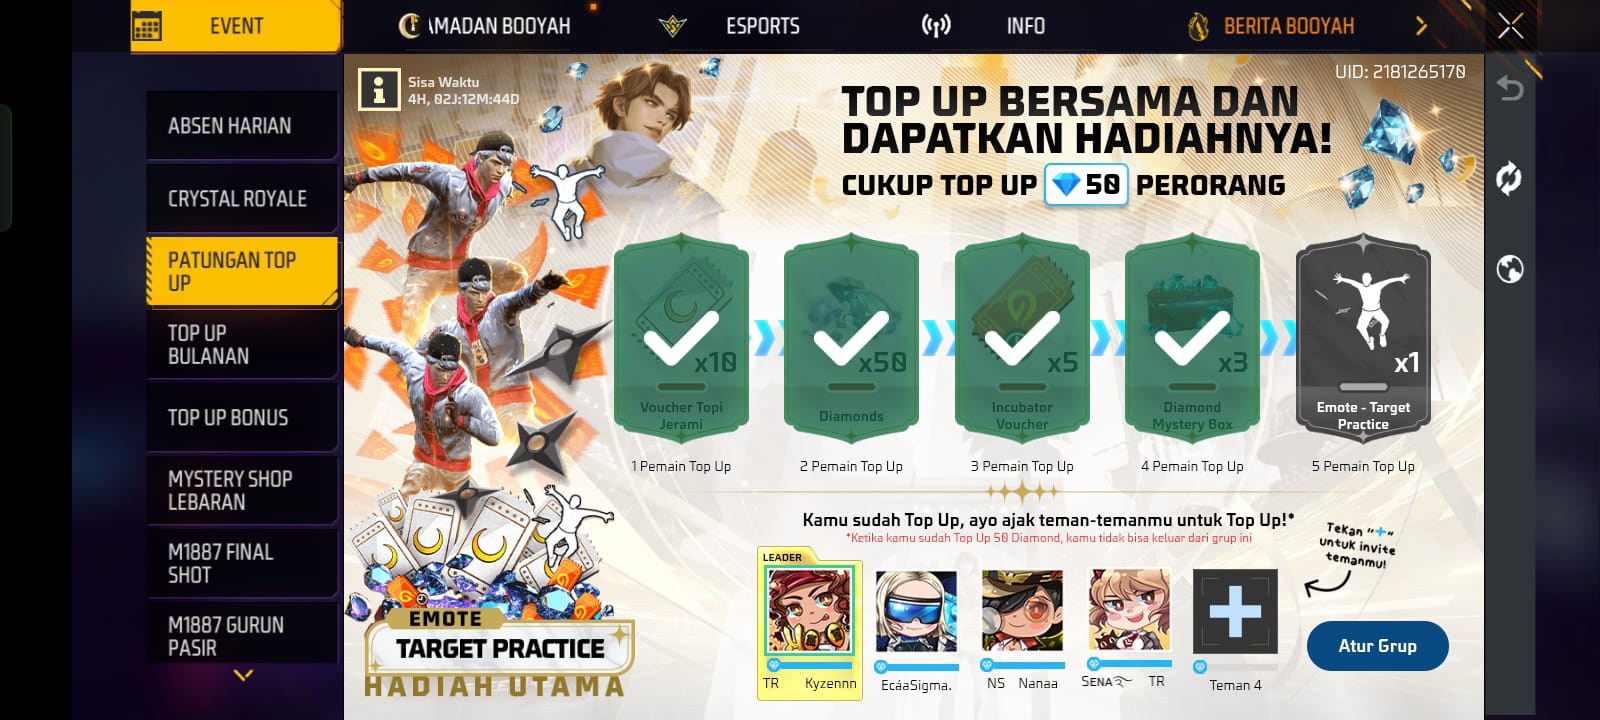 EVENT
AMADAN BOOYAH
ESPORTS
INFO
BERITA BOOYAH
UID: 2181265170
Sisa Waktu
4H, 02J:12M:44D
ABSEN HARIAN
CRYSTAL ROYALE
PATUNGAN TOP
UP
TOP UP
BULANAN
TOP UP BONUS
MYSTERY SHOP
LEBARAN
M1887 FINAL
SHOT
M1887 GURUN
PASIR
TOP UP BERSAMA DAN
DAPATKAN HADIAHNYA!
CUKUP TOP UP 50 PERORANG
x10
Voucher Topi
Jerami
x50
Diamonds
x5
Incubator
Voucher
x3
Diamond
Mystery Box
x1
Emote - Target
Practice
1 Pemain Top Up
2 Pemain Top Up
3 Pemain Top Up
4 Pemain Top Up
5 Pemain Top Up
Kamu sudah Top Up, ayo ajak teman-temanmu untuk Top Up!*
*Ketika kamu sudah Top Up 50 Diamond, kamu tidak bisa keluar dari grup ini
Tekan "+"
untuk invite
temanmu!
LEADER
TR Kyzennn
EcáaSigma.
NS Nanaa
SENA TR
Teman 4
Atur Grup
EMOTE
TARGET PRACTICE
HADIAH UTAMA